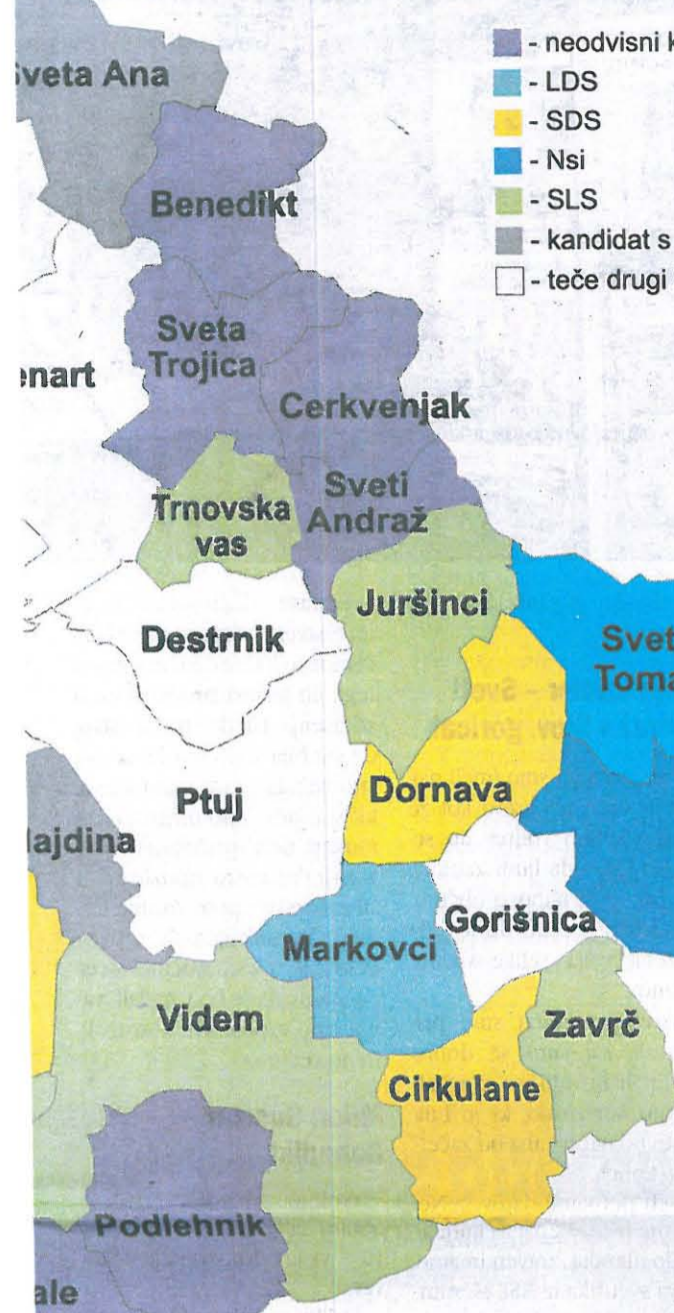 - neodvisni k
- LDS
- SDS
- Nsi
- SLS
- kandidat s
- teče drugi
veta Ana
Benedikt
Sveta
Trojica
enart
Cerkvenjak
Sveti
Andraž
Trnovska
vas
Juršinci
Destrnik
Svet
Toma
Dornava
Ptuj
ajdina
Gorišnica
Markovci
Videm
Zavrč
Cirkulane
Podlehnik
ale